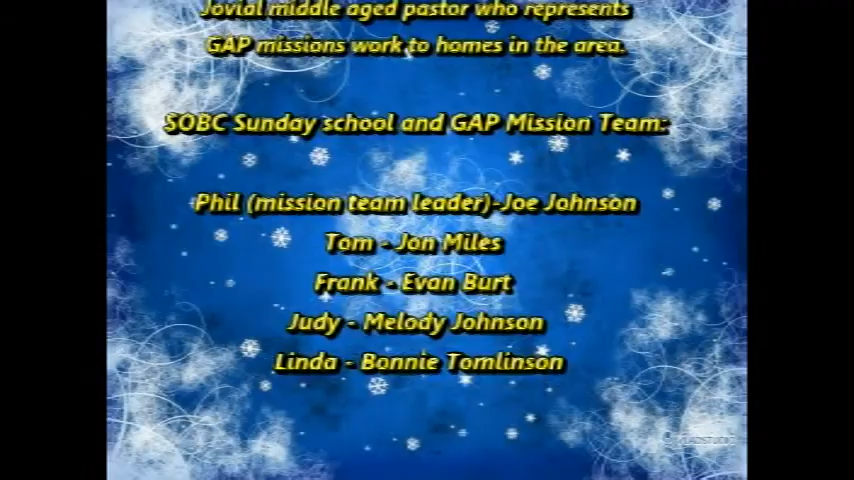 Jovial middle aged pastor who represents
GAP missions work to homes in the area.
SOBC Sunday school and GAP Mission Team:
Phil (mission team leader)-Joe Johnson
Tom - Jon Miles
Frank - Evan Burt
Judy - Melody Johnson
Linda - Bonnie Tomlinson